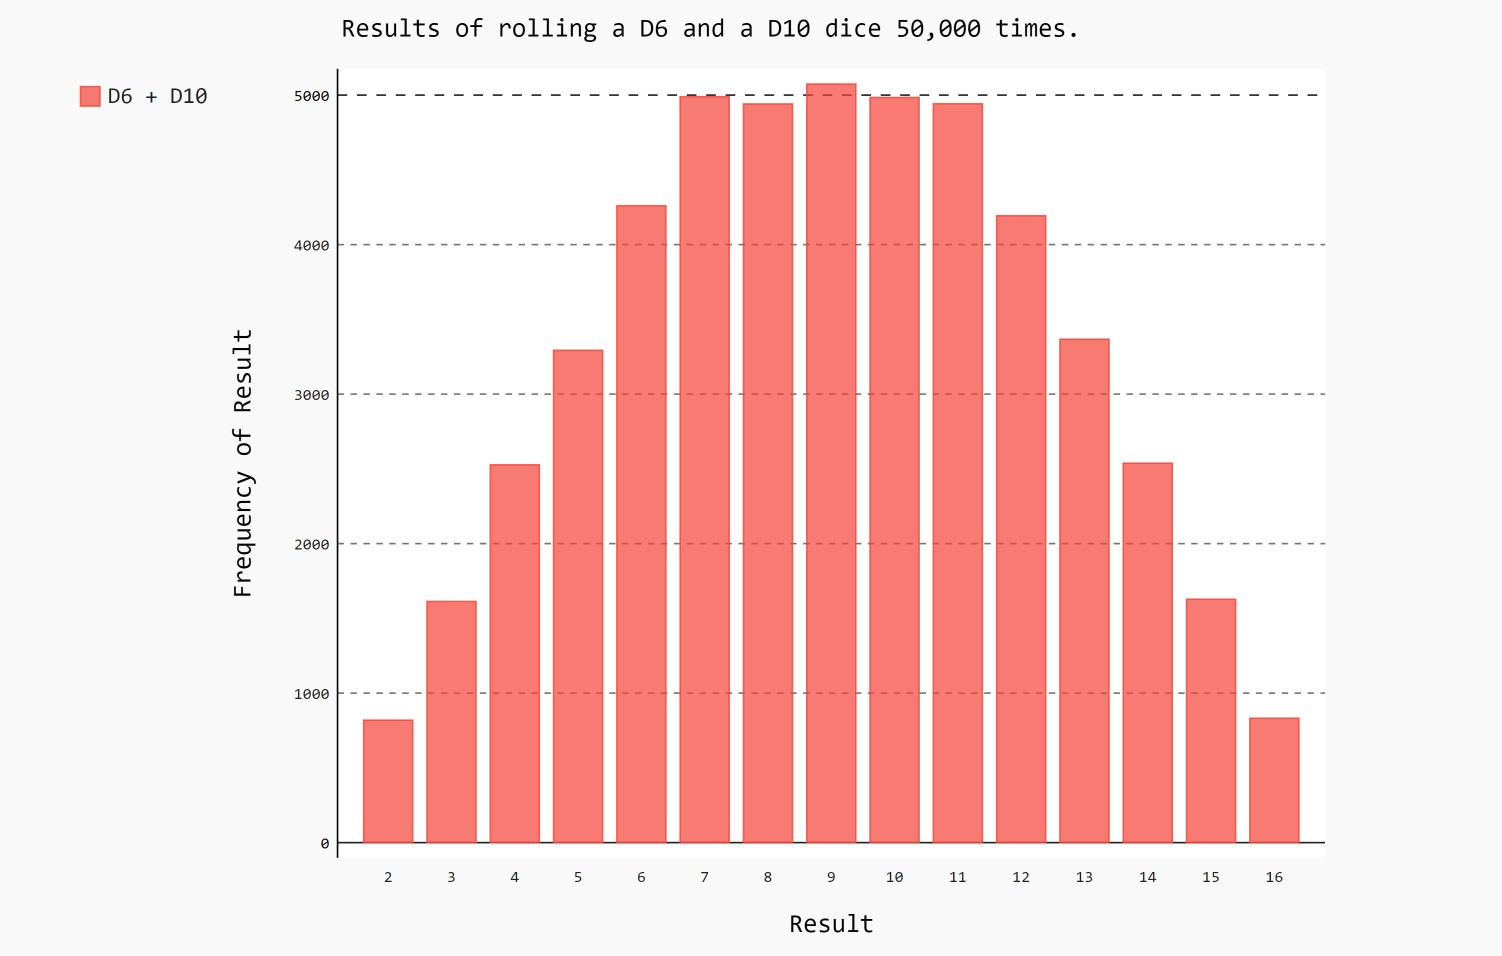 Results of rolling a D6 and a D10 dice 50,000 times.
D6 + D10
Frequency of Result
5000
4000
3000
2000
1000
0
2 3 4 5 6 7 8 9 10 11 12 13 14 15 16
Result